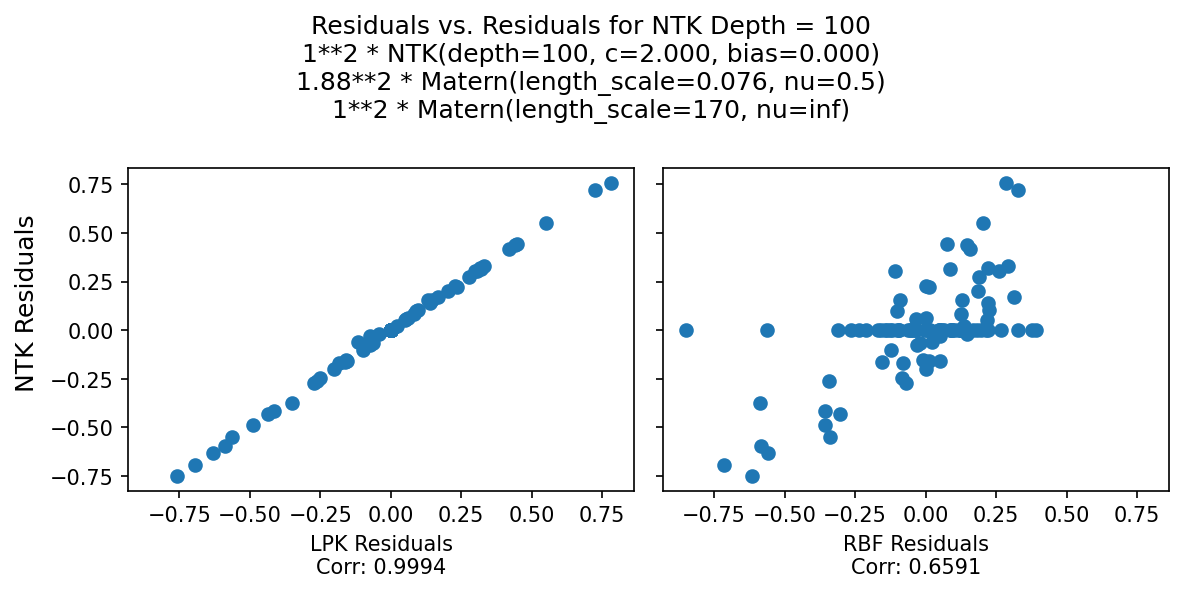 Residuals vs. Residuals for NTK Depth = 100
1**2 * NTK(depth=100, c=2.000, bias=0.000)
1.88**2 * Matern(length_scale=0.076, nu=0.5)
1**2 * Matern(length_scale=170, nu=inf)
NTK Residuals
0.75
0.50
0.25
0.00
−0.25
−0.50
−0.75
−0.75 −0.50 −0.25 0.00 0.25 0.50 0.75
LPK Residuals
Corr: 0.9994
−0.75 −0.50 −0.25 0.00 0.25 0.50 0.75
RBF Residuals
Corr: 0.6591